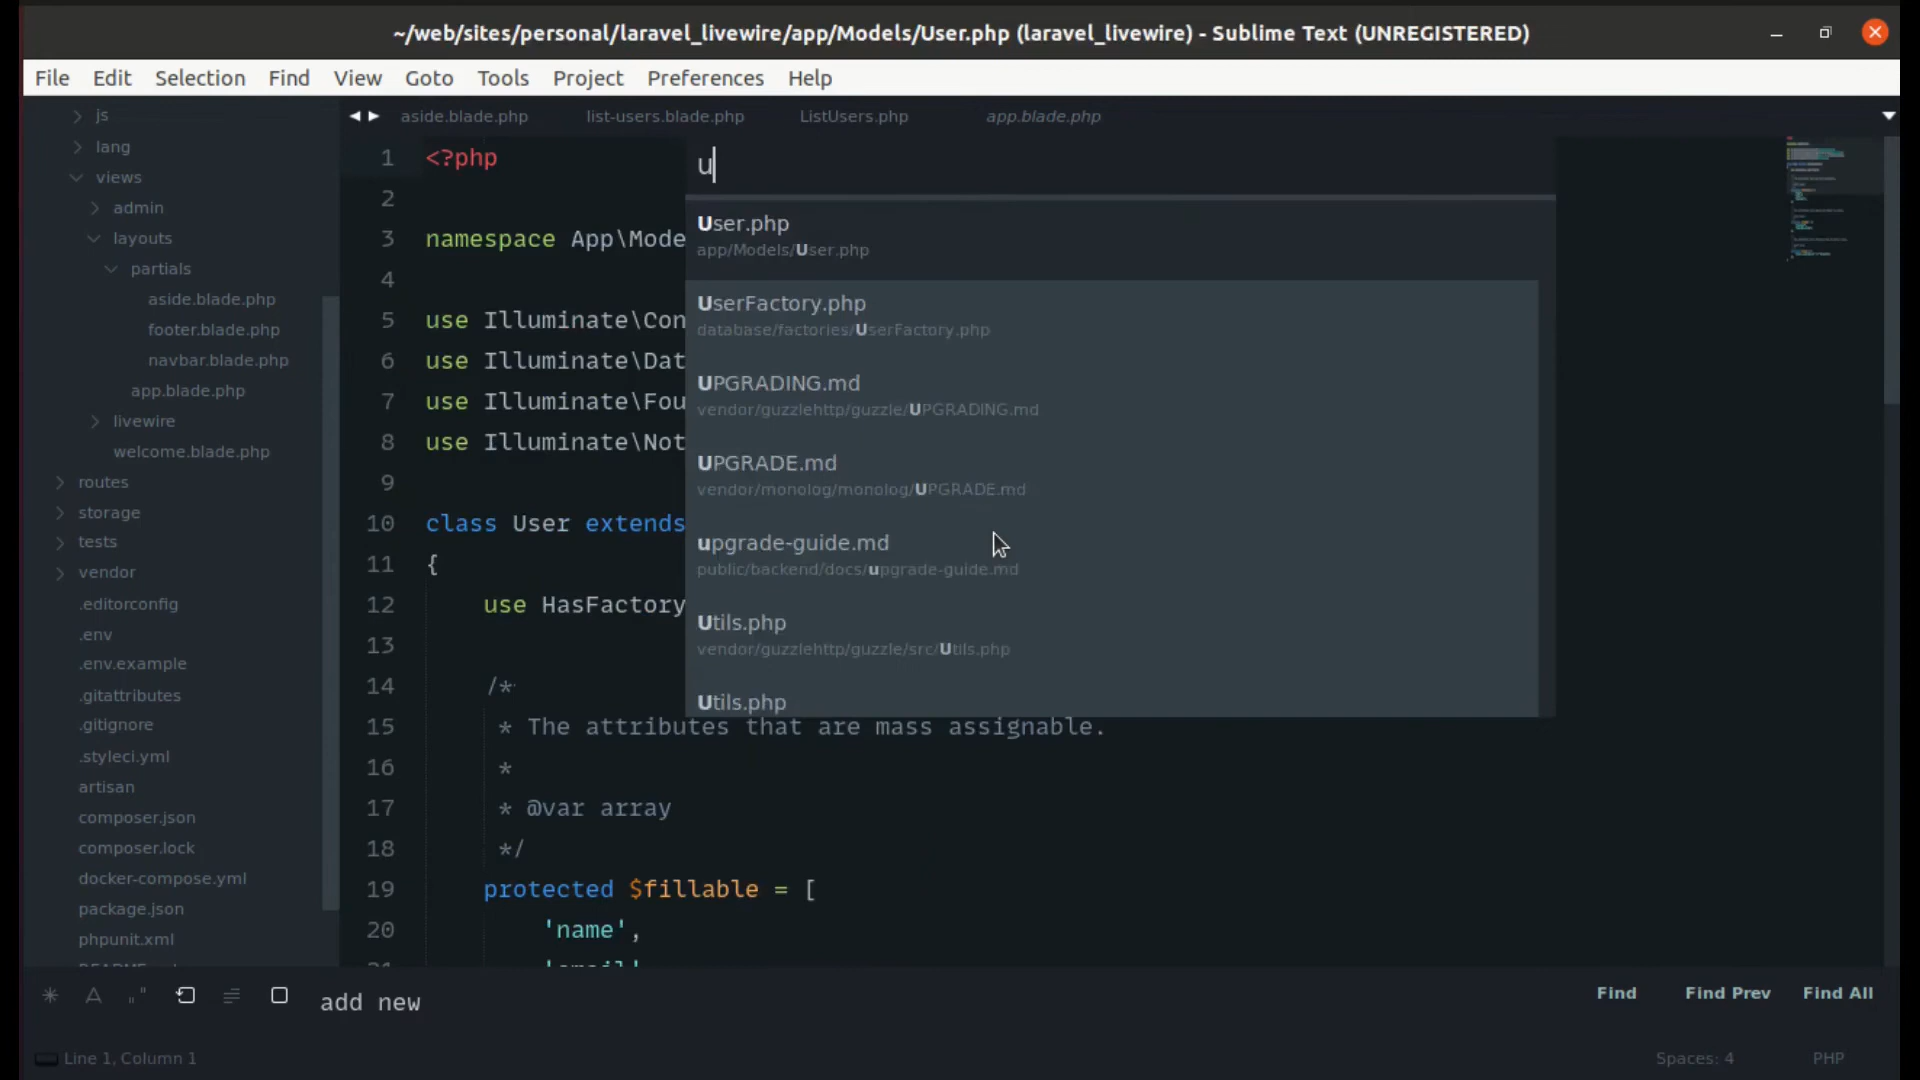 ~/web/sites/personal/laravel_livewire/app/Models/User.php (laravel_livewire) - Sublime Text (UNREGISTERED)
File Edit Selection Find View Goto Tools Project Preferences Help
js
lang
views
admin
layouts
partials
aside.blade.php
footer.blade.php
navbar.blade.php
app.blade.php
livewire
welcome.blade.php
routes
storage
tests
vendor
.editorconfig
.env
.env.example
.gitattributes
.gitignore
.styleci.yml
artisan
composer.json
composer.lock
docker-compose.yml
package.json
phpunit.xml
aside.blade.php list-users.blade.php ListUsers.php app.blade.php
1 <?php
2
3 namespace App\Mode
4
5 use Illuminate\Con
6 use Illuminate\Dat
7 use Illuminate\Fou
8 use Illuminate\Not
9
10 class User extends
11 {
12 use HasFactory
13
14 /*
15 * The attributes that are mass assignable.
16 *
17 * @var array
18 */
19 protected $fillable = [
20 'name',
21 'email'
u
User.php
app/Models/User.php
UserFactory.php
database/factories/UserFactory.php
UPGRADING.md
vendor/guzzlehttp/guzzle/UPGRADING.md
UPGRADE.md
vendor/monolog/monolog/UPGRADE.md
upgrade-guide.md
public/backend/docs/upgrade-guide.md
Utils.php
vendor/guzzlehttp/guzzle/src/Utils.php
Utils.php
add new
Find Find Prev Find All
Line 1, Column 1
Spaces: 4 PHP